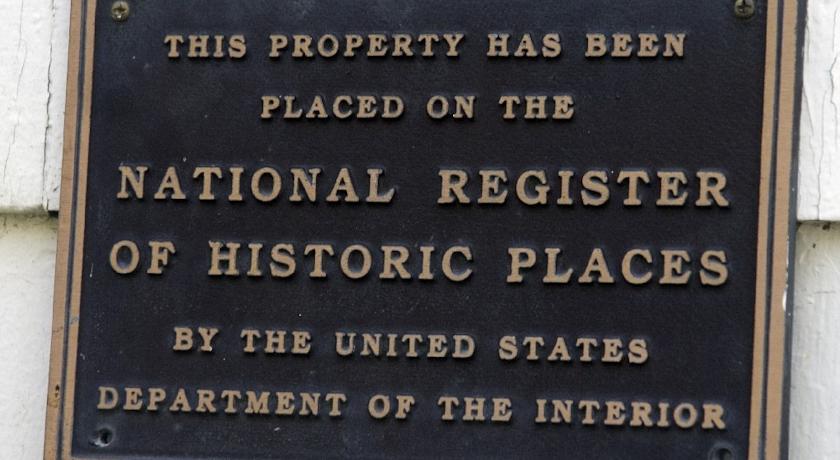 THIS PROPERTY HAS BEEN
PLACED ON THE
NATIONAL REGISTER
OF HISTORIC PLACES
BY THE UNITED STATES
DEPARTMENT OF THE INTERIOR